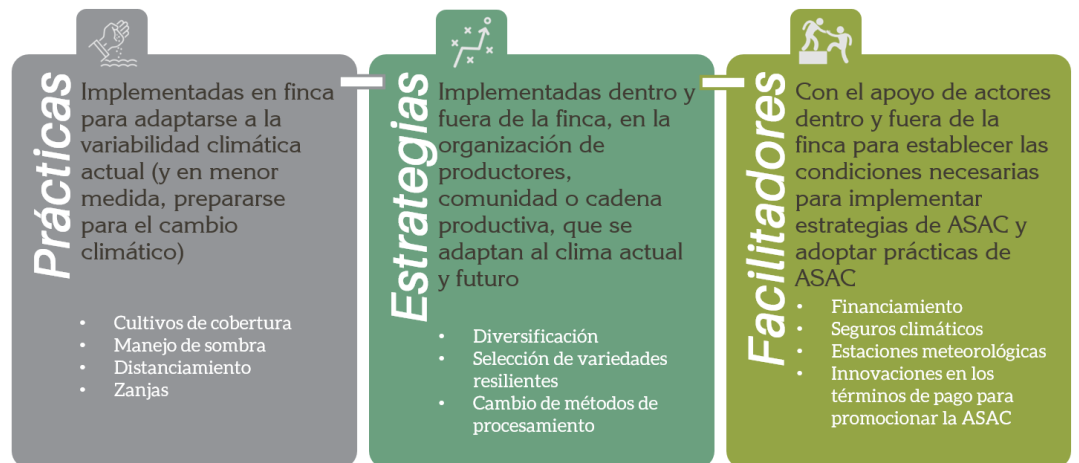 Prácticas
Implementadas en finca
para adaptarse a la
variabilidad climática
actual (y en menor
medida, prepararse
para el cambio
climático)
• Cultivos de cobertura
• Manejo de sombra
• Distanciamiento
• Zanjas
Estrategias
Implementadas dentro y
fuera de la finca, en la
organización de
productores,
comunidad o cadena
productiva, que se
adaptan al clima actual
y futuro
• Diversificación
• Selección de variedades
resilientes
• Cambio de métodos de
procesamiento
Facilitadores
Con el apoyo de actores
dentro y fuera de la
finca para establecer las
condiciones necesarias
para implementar
estrategias de ASAC y
adoptar prácticas de
ASAC
• Financiamiento
• Seguros climáticos
• Estaciones meteorológicas
• Innovaciones en los
términos de pago para
promocionar la ASAC